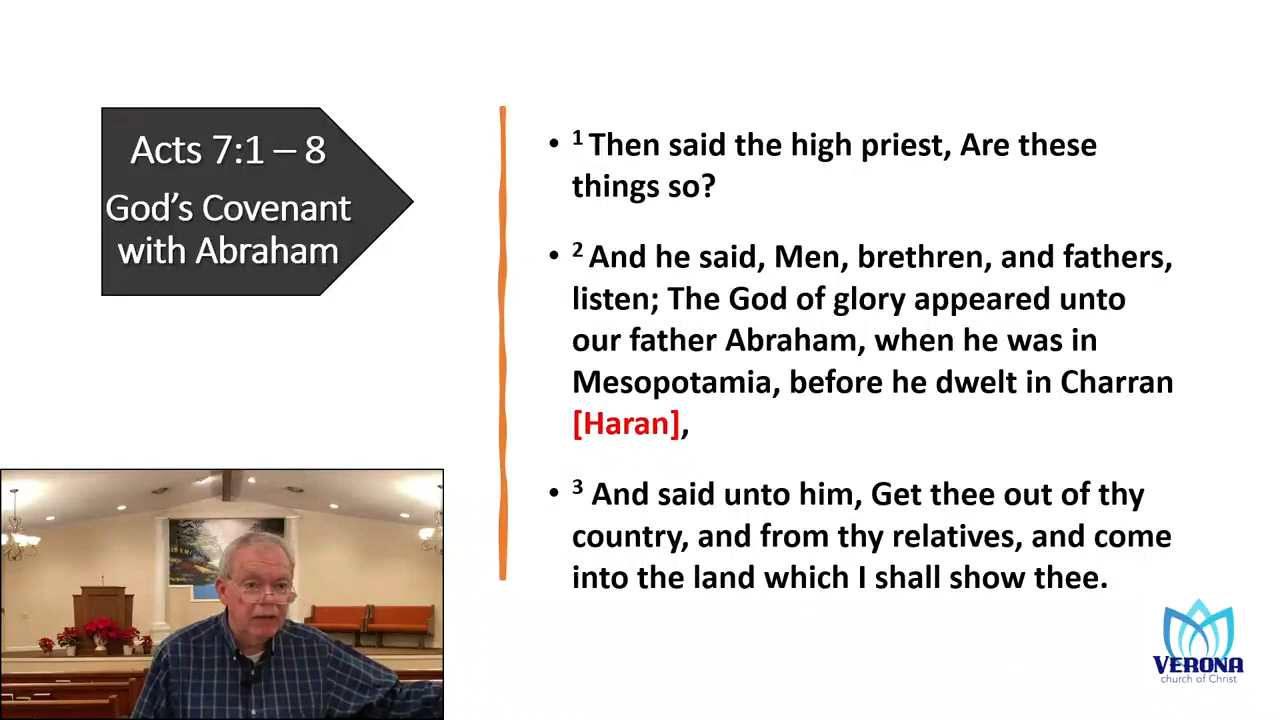 Acts 7:1 – 8
God’s Covenant
with Abraham
• 1 Then said the high priest, Are these
things so?
• 2 And he said, Men, brethren, and fathers,
listen; The God of glory appeared unto
our father Abraham, when he was in
Mesopotamia, before he dwelt in Charran
[Haran],
• 3 And said unto him, Get thee out of thy
country, and from thy relatives, and come
into the land which I shall show thee.
VERONA
church of Christ